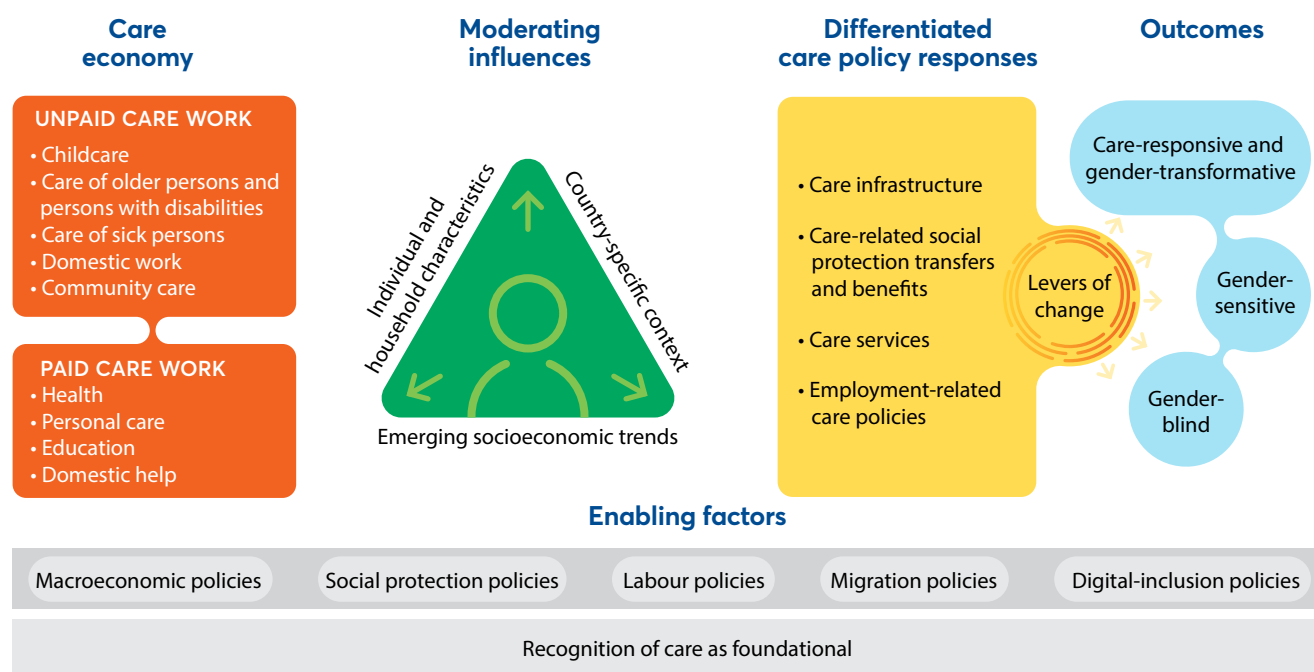 Care
economy
Moderating
influences
Differentiated
care policy responses
Outcomes
UNPAID CARE WORK
• Childcare
• Care of older persons and
persons with disabilities
• Care of sick persons
• Domestic work
• Community care
PAID CARE WORK
• Health
• Personal care
• Education
• Domestic help
Individual and
household characteristics
Country-specific context
Emerging socioeconomic trends
• Care infrastructure
• Care-related social
protection transfers
and benefits
• Care services
• Employment-related
care policies
Levers of
change
Care-responsive and
gender-transformative
Gender-
sensitive
Gender-
blind
Enabling factors
Macroeconomic policies
Social protection policies
Labour policies
Migration policies
Digital-inclusion policies
Recognition of care as foundational